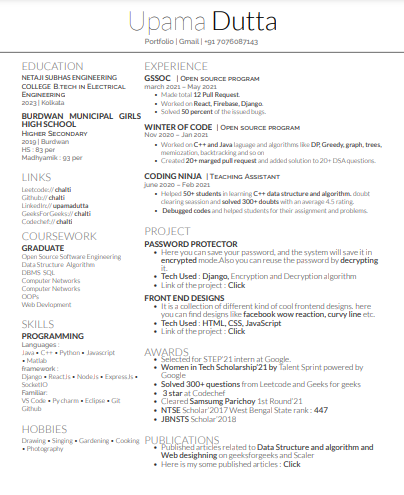 Upama Dutta
Portfolio | Gmail | +91 7076087143
EDUCATION
NETAJI SUBHAS ENGINEERING
COLLEGE B.TECH IN ELECTRICAL
ENGINEERING
2023 | Kolkata
BURDWAN MUNICIPAL GIRLS
HIGH SCHOOL
HIGHER SECONDARY
2019 | Burdwan
HS : 83 per
Madhyamik : 93 per
LINKS
Leetcode:// chalti
Github:// chalti
LinkedIn:// upamadutta
GeeksForGeeks:// chalti
Codechef:// chalti
COURSEWORK
GRADUATE
Open Source Software Engineering
Data Structure Algorithm
DBMS SQL
Computer Networks
Computer Networks
OOPs
Web Devlopment
SKILLS
PROGRAMMING
Languages :
Java • C++ • Python • Javascript
• Matlab
framework :
Django • React.Js • Node.Js • Express.Js •
SocketIO
Familiar:
VS Code • Pycharm • Eclipse • Git
Github
HOBBIES
Drawing • Singing • Gardening • Cooking
• Photography
EXPERIENCE
GSSOC | OPEN SOURCE PROGRAM
march 2021 – May 2021
• Made total 12 Pull Request.
• Worked on React, Firebase, Django.
• Solved 50 percent of the issued bugs.
WINTER OF CODE | OPEN SOURCE PROGRAM
Nov 2020 – Jan 2021
• Worked on C++ and Java laguage and algorithms like DP, Greedy, graph, trees,
memiozation, backtracking and so on
• Created 20+ marged pull request and added solution to 20+ DSA questions.
CODING NINJA | TEACHING ASSISTANT
june 2020 – Feb 2021
• Helped 50+ students in learning C++ data structure and algorithm, doubt
clearing seassion and solved 300+ doubts with an average 4.5 rating.
• Debugged codes and helped students for their assignment and problems.
PROJECT
PASSWORD PROTECTOR
• Here you can save your password, and the system will save it in
encrypted mode.Also you can reuse the password by decrypting
it.
• Tech Used : Django, Encryption and Decryption algorithm
• Link of the project : Click
FRONT END DESIGNS
• It is a collection of different kind of cool frontend designs. here
you can find designs like facebook wow reaction, curvy line etc.
• Tech Used : HTML, CSS, JavaScript
• Link of the project : Click
AWARDS
• Selected for STEP'21 intern at Google.
• Women in Tech Scholarship'21 by Talent Sprint powered by
Google
• Solved 300+ questions from Leetcode and Geeks for geeks
• 3 star at Codechef
• Cleared Samsumg Parichoy 1st Round'21
• NTSE Scholar'2017 West Bengal State rank : 447
• JBNSTS Scholar'2018
PUBLICATIONS
• Published articles related to Data Structure and algorithm and
Web desighning on geeksforgeeks and Scaler
• Here is my some published articles : Click